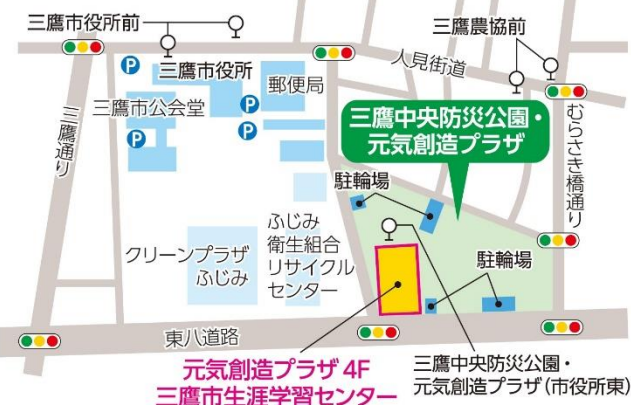 三鷹市役所前
三鷹農協前
人見街道
P
三鷹市役所
郵便局
三鷹市公会堂
P
P
P
三鷹通り
むらさき橋通り
三鷹中央防災公園・
元気創造プラザ
駐輪場
ふじみ
衛生組合
リサイクル
センター
クリーンプラザ
ふじみ
駐輪場
東八道路
元気創造プラザ 4F
三鷹市生涯学習センター
三鷹中央防災公園・
元気創造プラザ(市役所東)